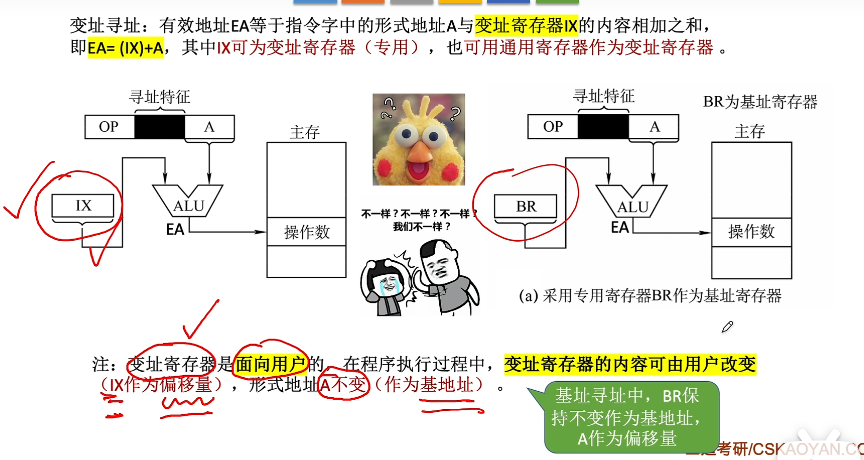 变址寻址：有效地址EA等于指令字中的形式地址A与变址寄存器IX的内容相加之和，
即EA= (IX)+A，其中IX可为变址寄存器（专用），也可用通用寄存器作为变址寄存器 。
寻址特征
OP
A
主存
IX
ALU
EA
操作数
??
?
不一样？不一样？不一样？
我们不一样？
寻址特征
BR为基址寄存器
OP
A
主存
BR
ALU
EA
操作数
(a) 采用专用寄存器BR作为基址寄存器
注：变址寄存器是面向用户的，在程序执行过程中，变址寄存器的内容可由用户改变
（IX作为偏移量），形式地址A不变（作为基地址）。
基址寻址中，BR保
持不变作为基地址，
A作为偏移量
考研/CSKAOYAN.CO